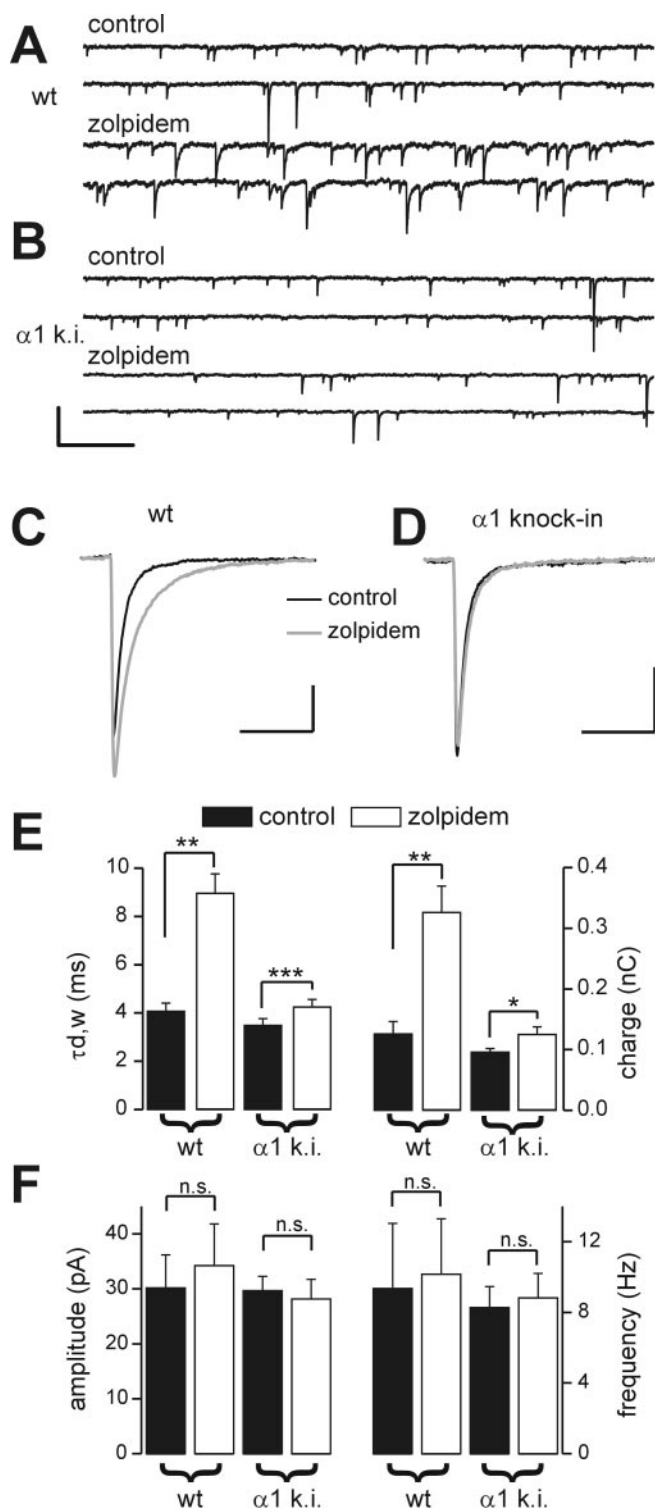 A
control
wt
zolpidem
B
control
α1 k.i.
zolpidem
C
wt
D
α1 knock-in
control
zolpidem
E
control
zolpidem
10
8
6
4
2
0
τd,w (ms)
**
***
wt
α1 k.i.
**
*
wt
α1 k.i.
0.4
0.3
0.2
0.1
0.0
charge (nC)
F
40
30
20
10
0
amplitude (pA)
n.s.
n.s.
wt
α1 k.i.
n.s.
n.s.
wt
α1 k.i.
12
8
4
0
frequency (Hz)